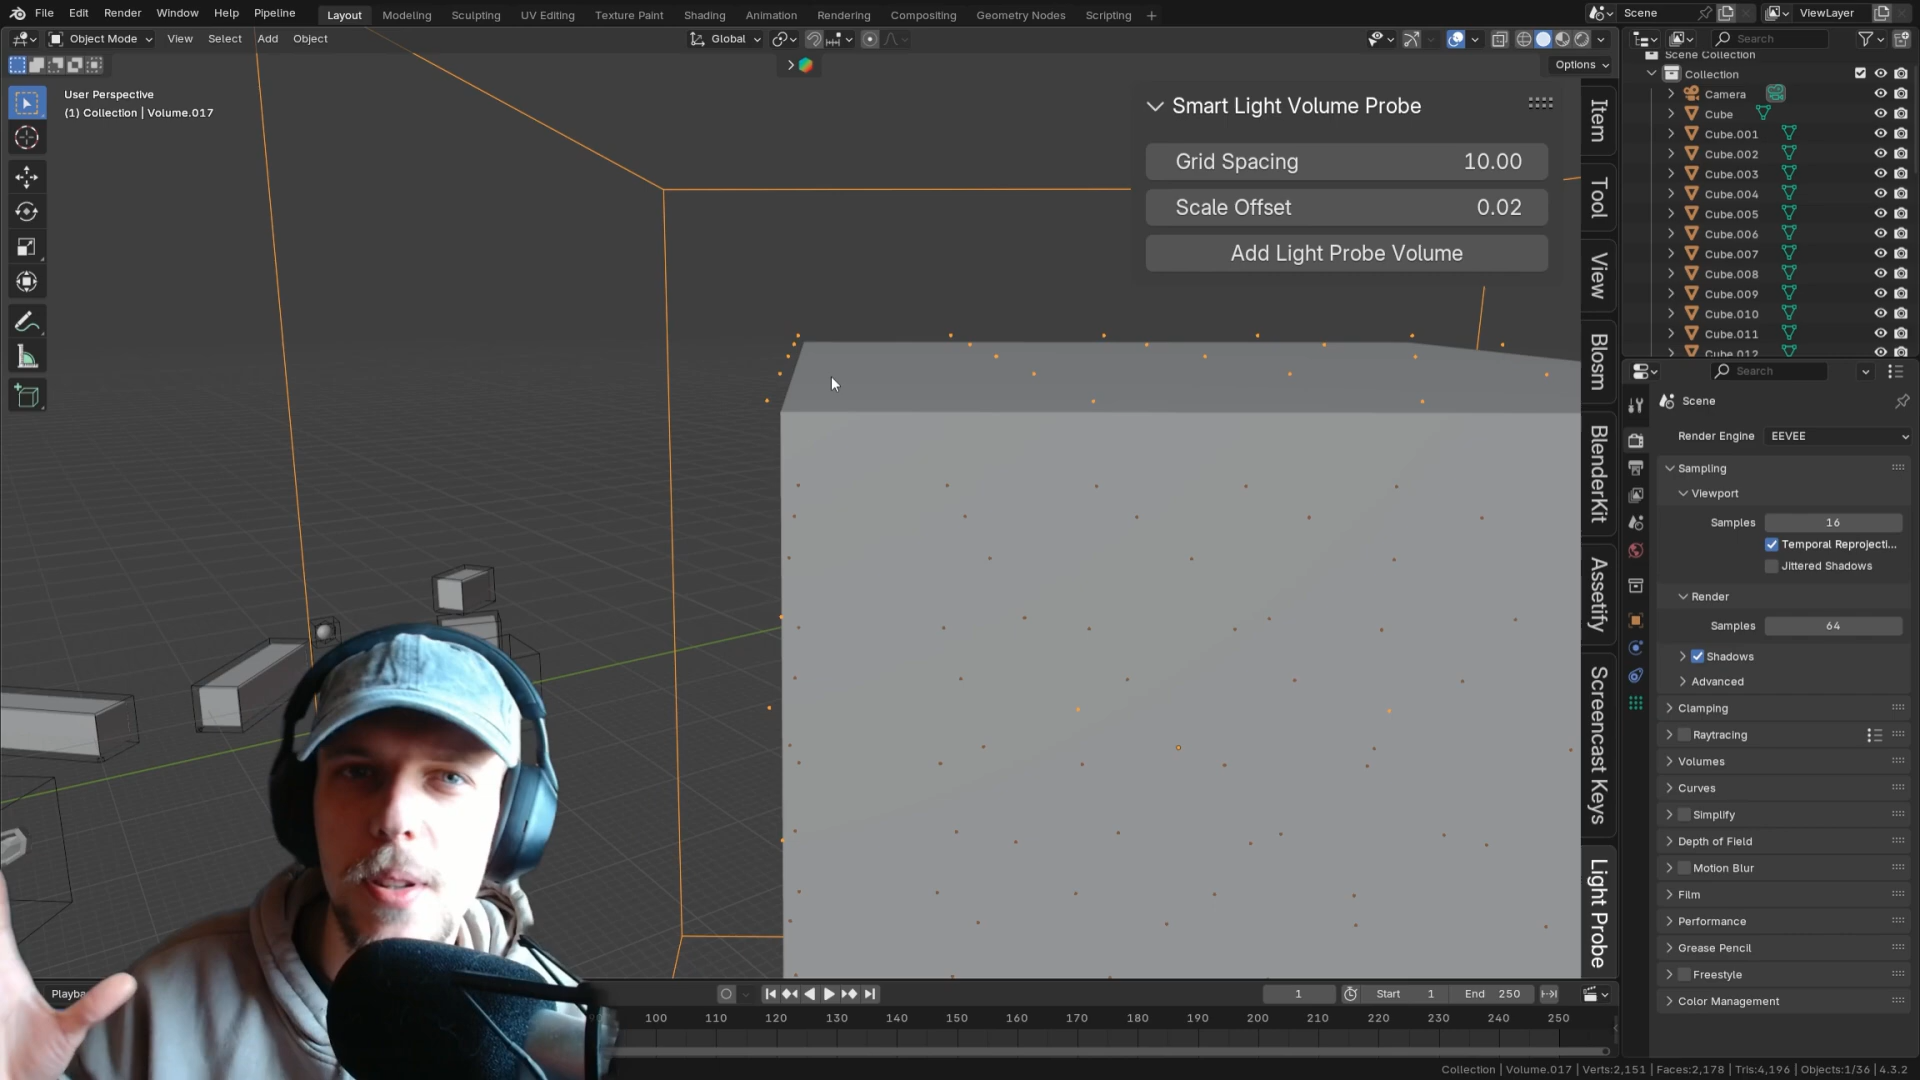 File Edit Render Window Help Pipeline Layout Modeling Sculpting UV Editing Texture Paint Shading Animation Rendering Compositing Geometry Nodes Scripting + Scene ViewLayer
Object Mode View Select Add Object Global Search
Options
User Perspective
(1) Collection | Volume.017
Smart Light Volume Probe
Grid Spacing 10.00
Scale Offset 0.02
Add Light Probe Volume
Item
Tool
View
Blosm
BlenderKit
Assetify
Screencast Keys
Light Probe
Scene Collection
Collection
Camera
Cube
Cube.001
Cube.002
Cube.003
Cube.004
Cube.005
Cube.006
Cube.007
Cube.008
Cube.009
Cube.010
Cube.011
Cube.012
Search
Scene
Render Engine EEVEE
Sampling
Viewport
Samples 16
Temporal Reprojecti...
Jittered Shadows
Render
Samples 64
Shadows
Advanced
Clamping
Raytracing
Volumes
Curves
Simplify
Depth of Field
Motion Blur
Film
Performance
Grease Pencil
Freestyle
Color Management
Playba 1 Start 1 End 250
100 110 120 130 140 150 160 170 180 190 200 210 220 230 240 250
Collection | Volume.017 | Verts:2,151 | Faces:2,178 | Tris:4,196 | Objects:1/36 | 4.3.2